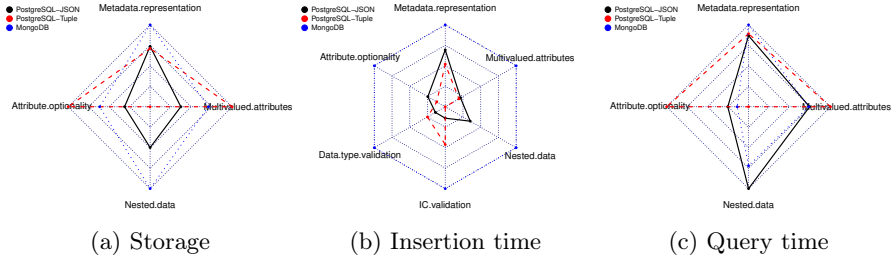 PostgreSQL−JSON
PostgreSQL−Tuple
MongoDB
Metadata.representation
Attribute.optionality
Multivalued.attributes
Nested.data
(a) Storage
PostgreSQL−JSON
PostgreSQL−Tuple
MongoDB
Metadata.representation
Attribute.optionality
Multivalued.attributes
Data.type.validation
Nested.data
IC.validation
(b) Insertion time
PostgreSQL−JSON
PostgreSQL−Tuple
MongoDB
Metadata.representation
Attribute.optionality
Multivalued.attributes
Nested.data
(c) Query time